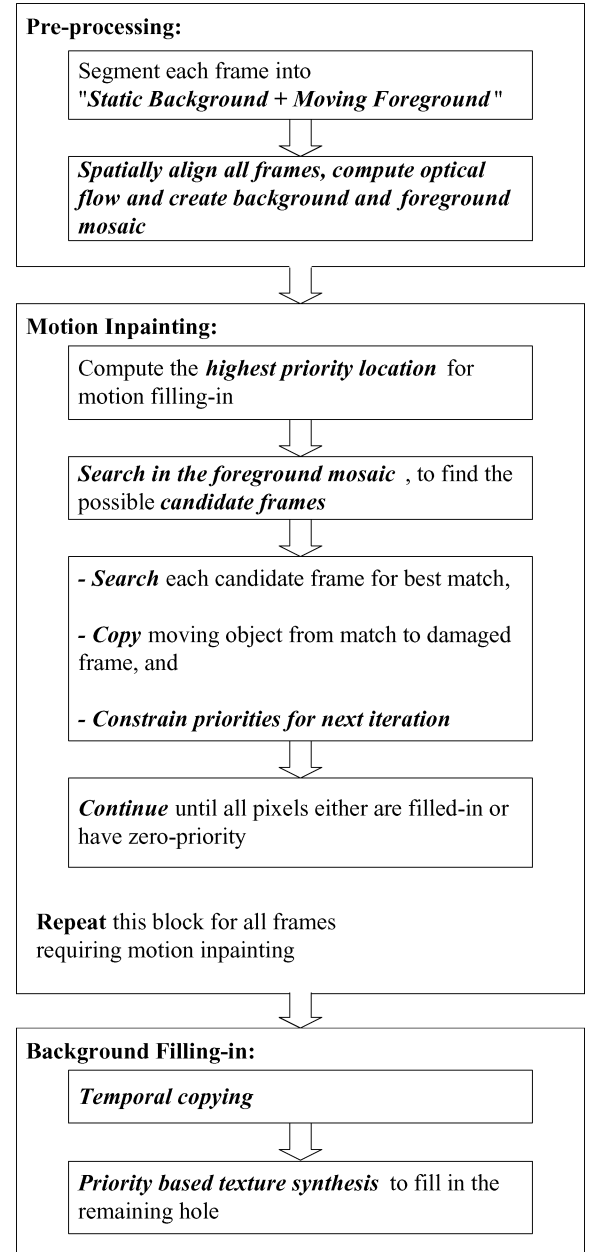 Pre-processing:
Segment each frame into
"Static Background + Moving Foreground"
Spatially align all frames, compute optical
flow and create background and foreground
mosaic
Motion Inpainting:
Compute the highest priority location for
motion filling-in
Search in the foreground mosaic , to find the
possible candidate frames
- Search each candidate frame for best match,
- Copy moving object from match to damaged
frame, and
- Constrain priorities for next iteration
Continue until all pixels either are filled-in or
have zero-priority
Repeat this block for all frames
requiring motion inpainting
Background Filling-in:
Temporal copying
Priority based texture synthesis to fill in the
remaining hole